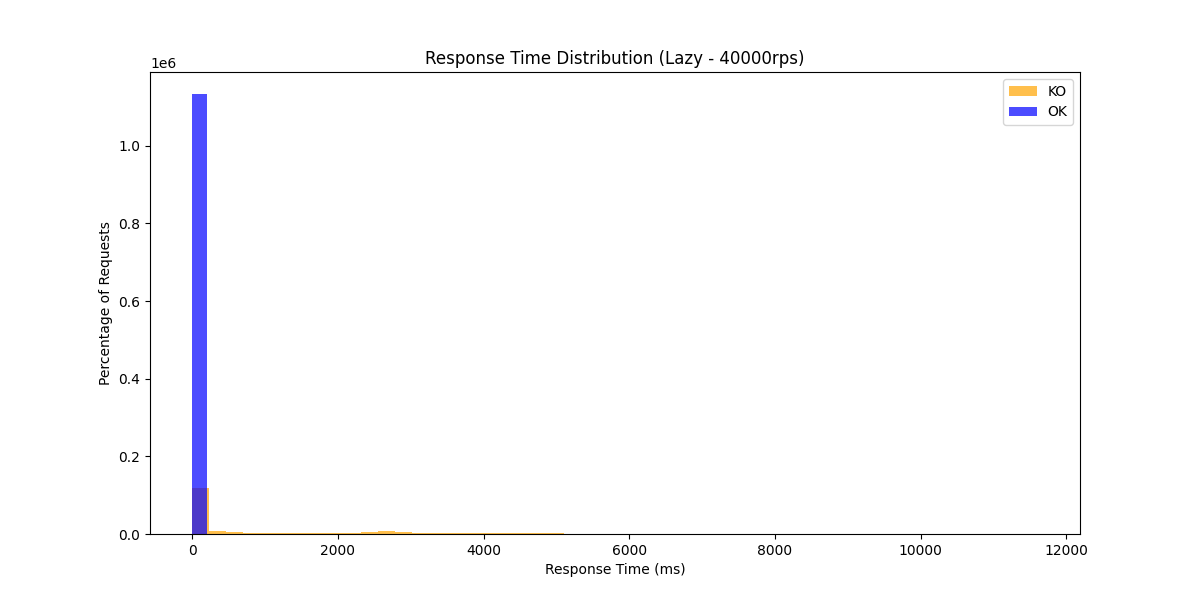 Response Time Distribution (Lazy - 40000rps)
1e6
KO
OK
1.0
0.8
0.6
0.4
0.2
0.0
Percentage of Requests
0 2000 4000 6000 8000 10000 12000
Response Time (ms)